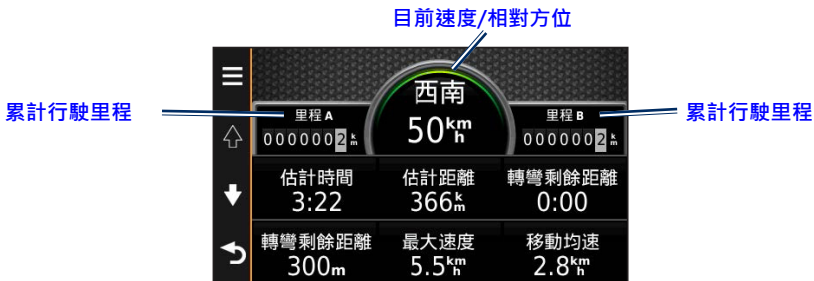 目前速度/相對方位
西南
50 km/h
累計行駛里程
里程 A
0000002 km
里程 B
0000002 km
累計行駛里程
估計時間
3:22
估計距離
366 km
轉彎剩餘距離
0:00
轉彎剩餘距離
300m
最大速度
5.5 km/h
移動均速
2.8 km/h